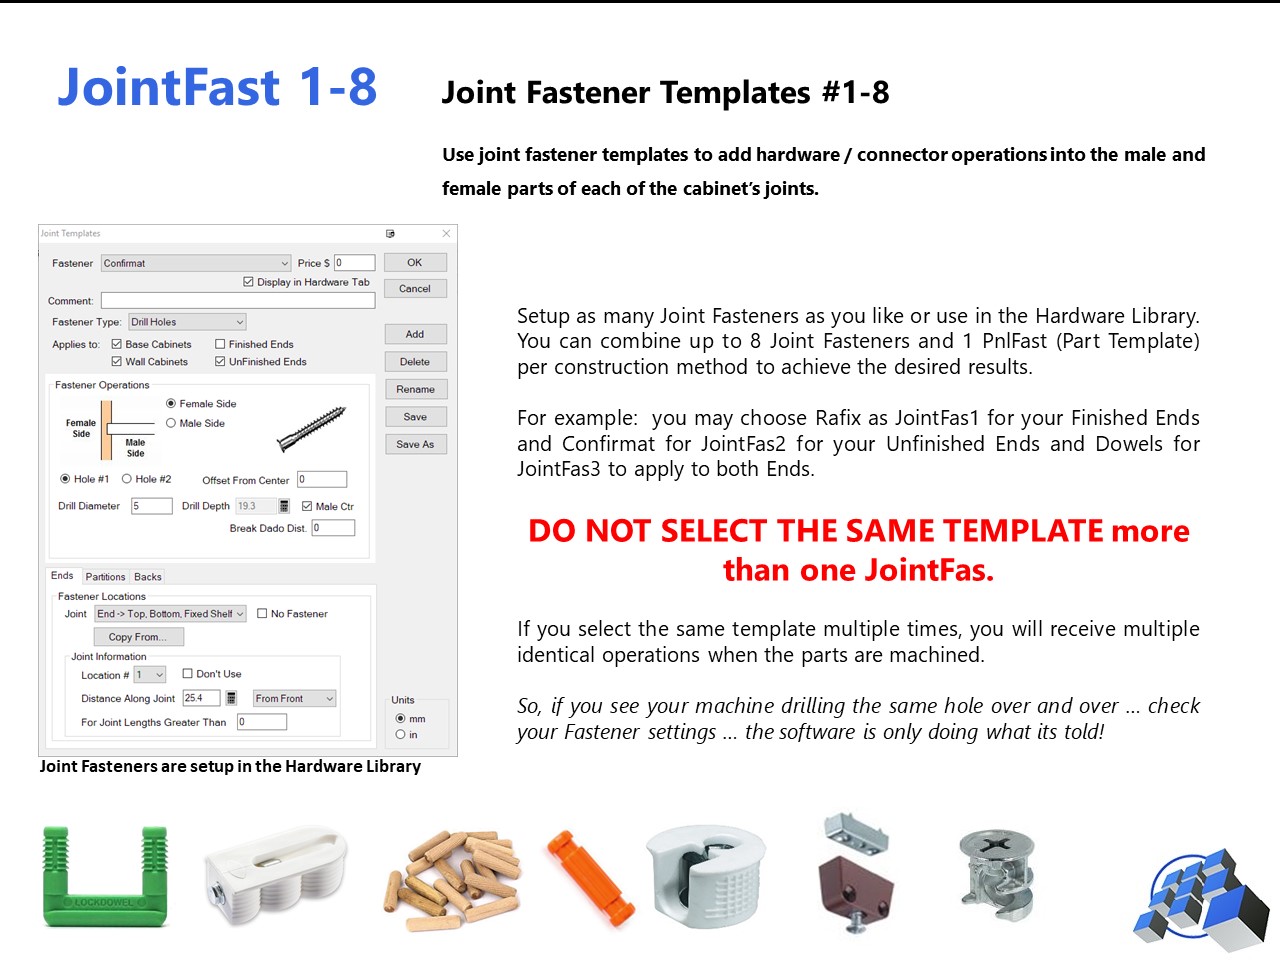 JointFast 1-8
Joint Fastener Templates #1-8
Use joint fastener templates to add hardware / connector operations into the male and
female parts of each of the cabinet’s joints.
Joint Templates
Fastener Confirmat Price $ 0 OK
Display in Hardware Tab
Cancel
Comment:
Fastener Type: Drill Holes
Add
Applies to: Base Cabinets Finished Ends
Wall Cabinets UnFinished Ends
Delete
Fastener Operations
Rename
Female Side
Female Side
Male Side
Male Side
Save
Save As
Hole #1 Hole #2 Offset From Center 0
Drill Diameter 5 Drill Depth 19.3 Male Ctr
Break Dado Dist. 0
Ends Partitions Backs
Fastener Locations
Joint End -> Top, Bottom, Fixed Shelf No Fastener
Copy From...
Joint Information
Location # 1 Don't Use
Distance Along Joint 25.4 From Front
For Joint Lengths Greater Than 0
Units
mm
in
Joint Fasteners are setup in the Hardware Library
Setup as many Joint Fasteners as you like or use in the Hardware Library.
You can combine up to 8 Joint Fasteners and 1 PnlFast (Part Template)
per construction method to achieve the desired results.
For example: you may choose Rafix as JointFas1 for your Finished Ends
and Confirmat for JointFas2 for your Unfinished Ends and Dowels for
JointFas3 to apply to both Ends.
DO NOT SELECT THE SAME TEMPLATE more
than one JointFas.
If you select the same template multiple times, you will receive multiple
identical operations when the parts are machined.
So, if you see your machine drilling the same hole over and over ... check
your Fastener settings ... the software is only doing what its told!
LOCKDOWEL